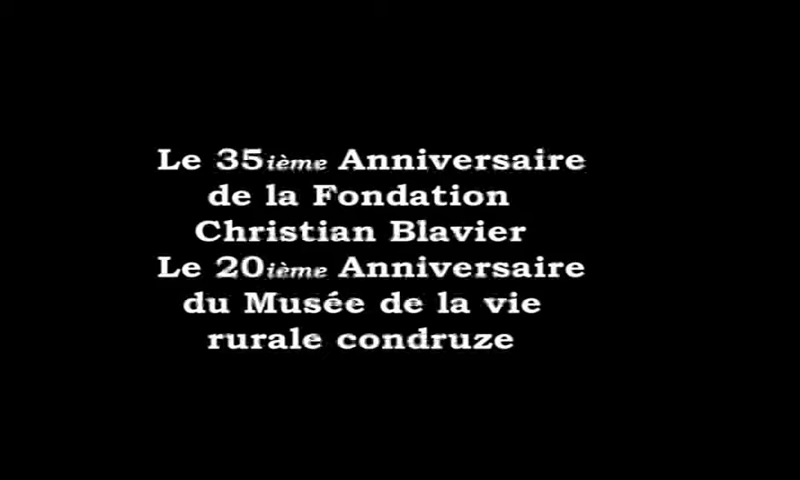 Le 35ième Anniversaire
de la Fondation
Christian Blavier
Le 20ième Anniversaire
du Musée de la vie
rurale condruze